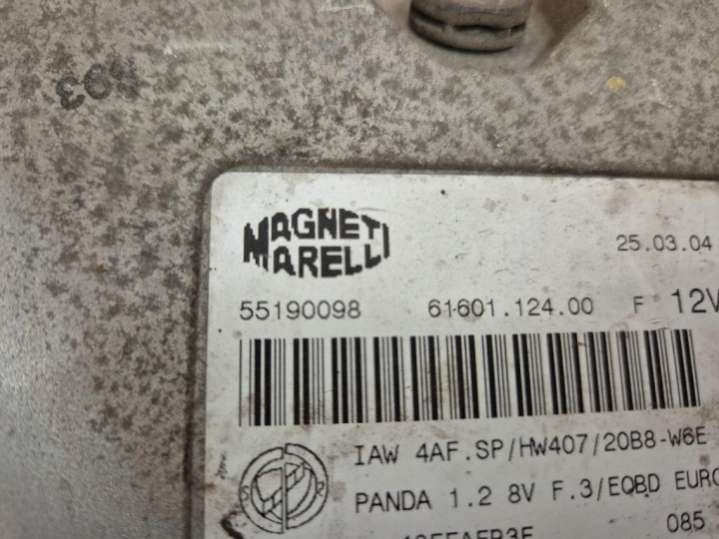 MAGNETI
MARELLI
25.03.04
55190098 61601.124.00 F 12V
IAW 4AF.SP/HW407/20B8-W6E
PANDA 1.2 8V F.3/EOBD EURO
085